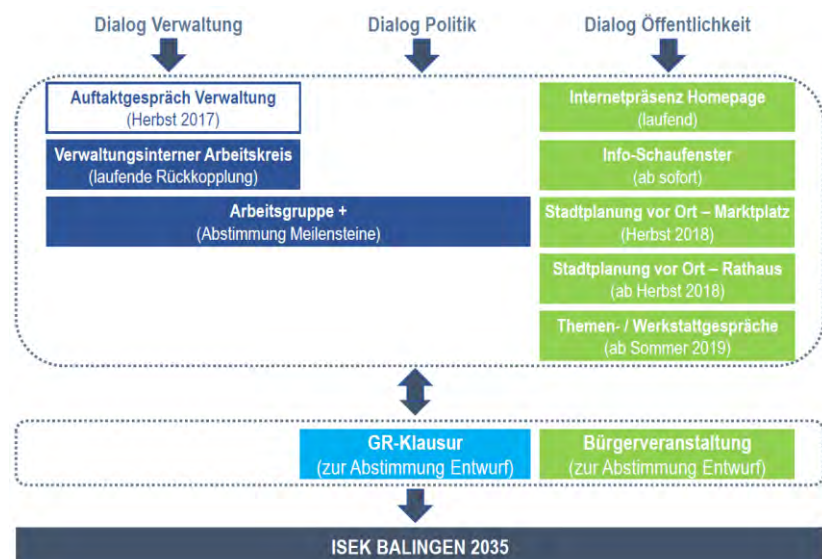 Dialog Verwaltung
Dialog Politik
Dialog Öffentlichkeit
Auftaktgespräch Verwaltung
(Herbst 2017)
Verwaltungsinterner Arbeitskreis
(laufende Rückkopplung)
Arbeitsgruppe +
(Abstimmung Meilensteine)
Internetpräsenz Homepage
(laufend)
Info-Schaufenster
(ab sofort)
Stadtplanung vor Ort – Marktplatz
(Herbst 2018)
Stadtplanung vor Ort – Rathaus
(ab Herbst 2018)
Themen- / Werkstattgespräche
(ab Sommer 2019)
GR-Klausur
(zur Abstimmung Entwurf)
Bürgerveranstaltung
(zur Abstimmung Entwurf)
ISEK BALINGEN 2035